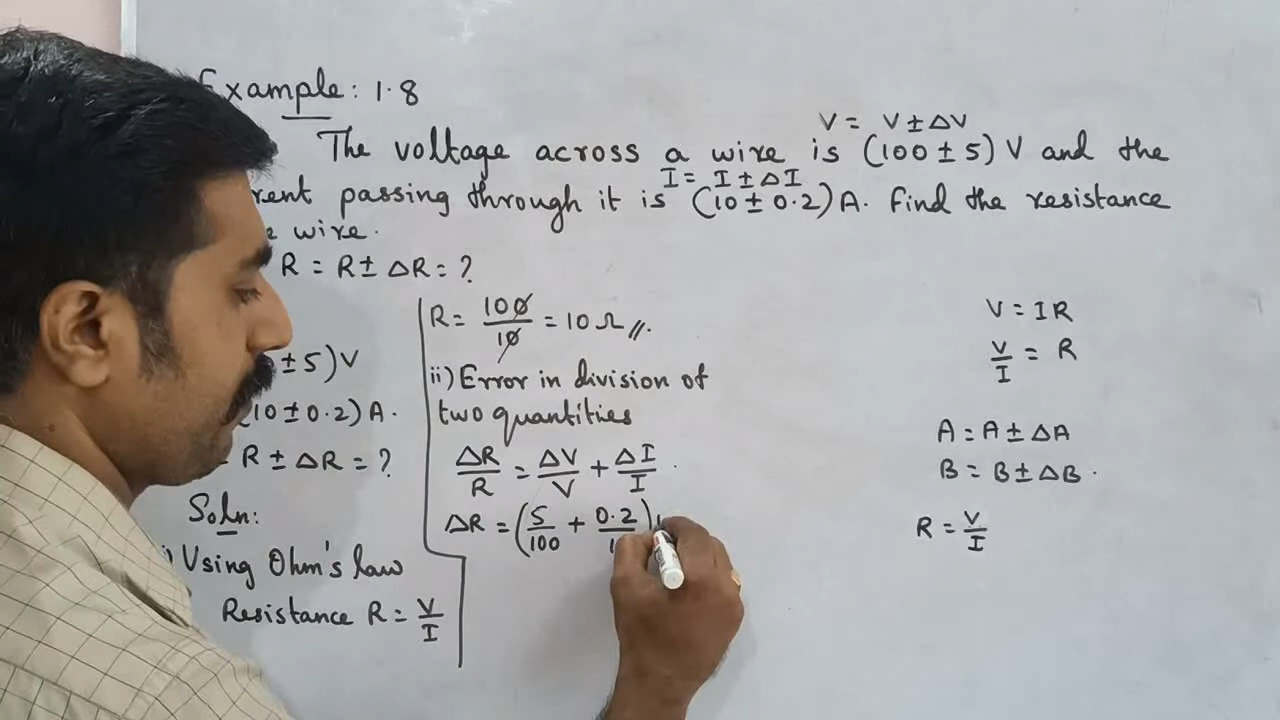 Example: 1.8
V = V ± ΔV
The voltage across a wire is (100 ± 5) V and the
I = I ± ΔI
passing through it is (10 ± 0.2) A. Find the resistance
wire.
R = R ± ΔR = ?
± 5) V
10 ± 0.2) A.
R ± ΔR = ?
Soln:
i) Using Ohm's law
Resistance R = V/I
R = 100/10 = 10 Ω //.
ii) Error in division of
two quantities
ΔR/R = ΔV/V + ΔI/I .
ΔR = (5/100 + 0.2/1
V = IR
V/I = R
A = A ± ΔA
B = B ± ΔB .
R = V/I